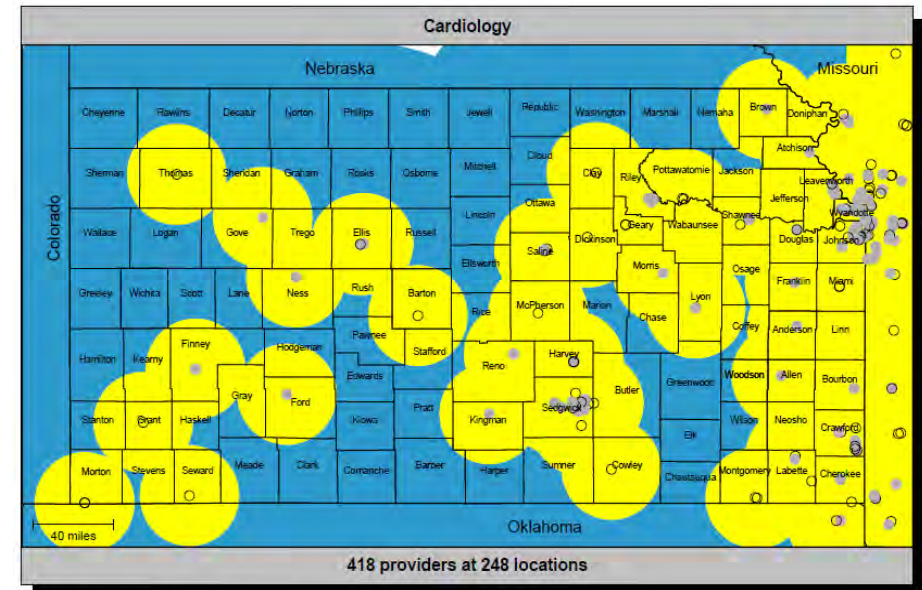 Cardiology
Nebraska
Missouri
Colorado
Cheyenne Rawlins Decatur Norton Phillips Smith Jewell Republic Washington Marshall Nemaha Brown Doniphan
Atchison
Sherman Thomas Sheridan Graham Rooks Osborne Mitchell Cloud Clay Riley Pottawatomie Jackson Jefferson Leavenworth
Wyandotte
Wallace Logan Gove Trego Ellis Russell Lincoln Ottawa Saline Dickinson Geary Wabaunsee Shawnee Douglas Johnson
Ellsworth Morris Osage Franklin Miami
Greeley Wichita Scott Lane Ness Rush Barton Rice McPherson Marion Chase Lyon Coffey Anderson Linn
Hamilton Kearny Finney Hodgeman Pawnee Stafford Reno Harvey
Edwards Butler Greenwood Woodson Allen Bourbon
Stanton Grant Haskell Gray Ford Kiowa Pratt Kingman Sedgwick Elk Wilson Neosho Crawford
Morton Stevens Seward Meade Clark Comanche Barber Harper Sumner Cowley Chautauqua Montgomery Labette Cherokee
40 miles
Oklahoma
418 providers at 248 locations